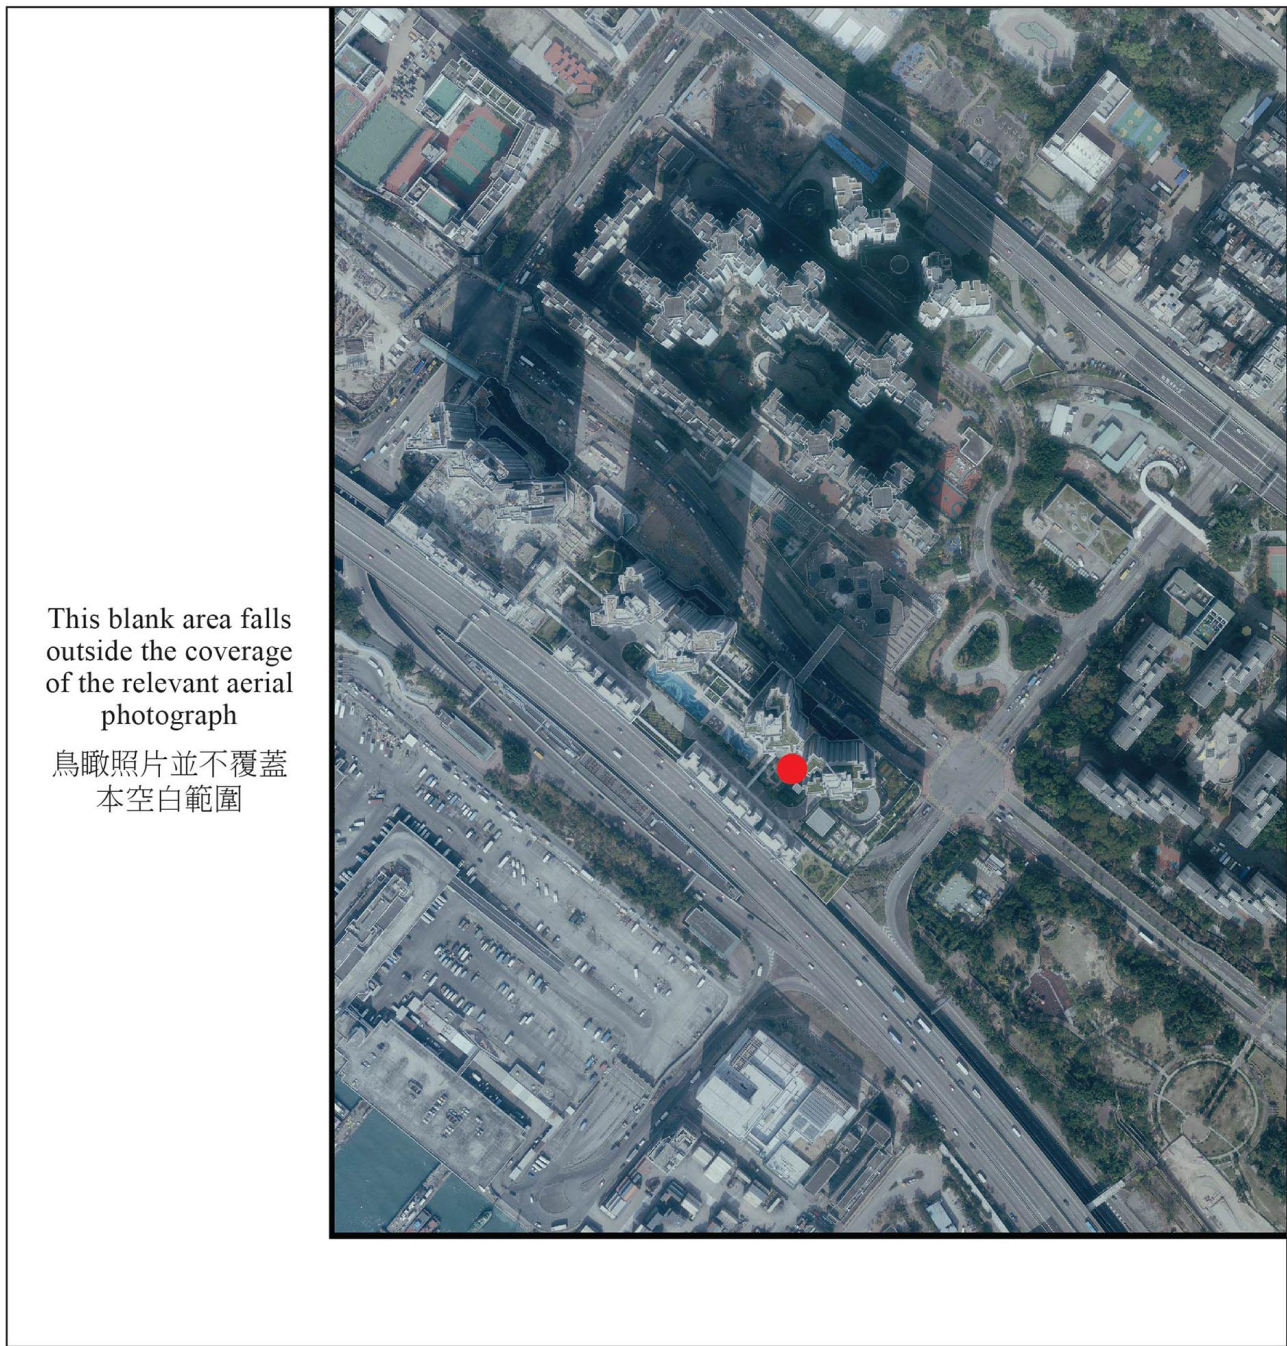 This blank area falls
outside the coverage
of the relevant aerial
photograph
鳥瞰照片並不覆蓋
本空白範圍